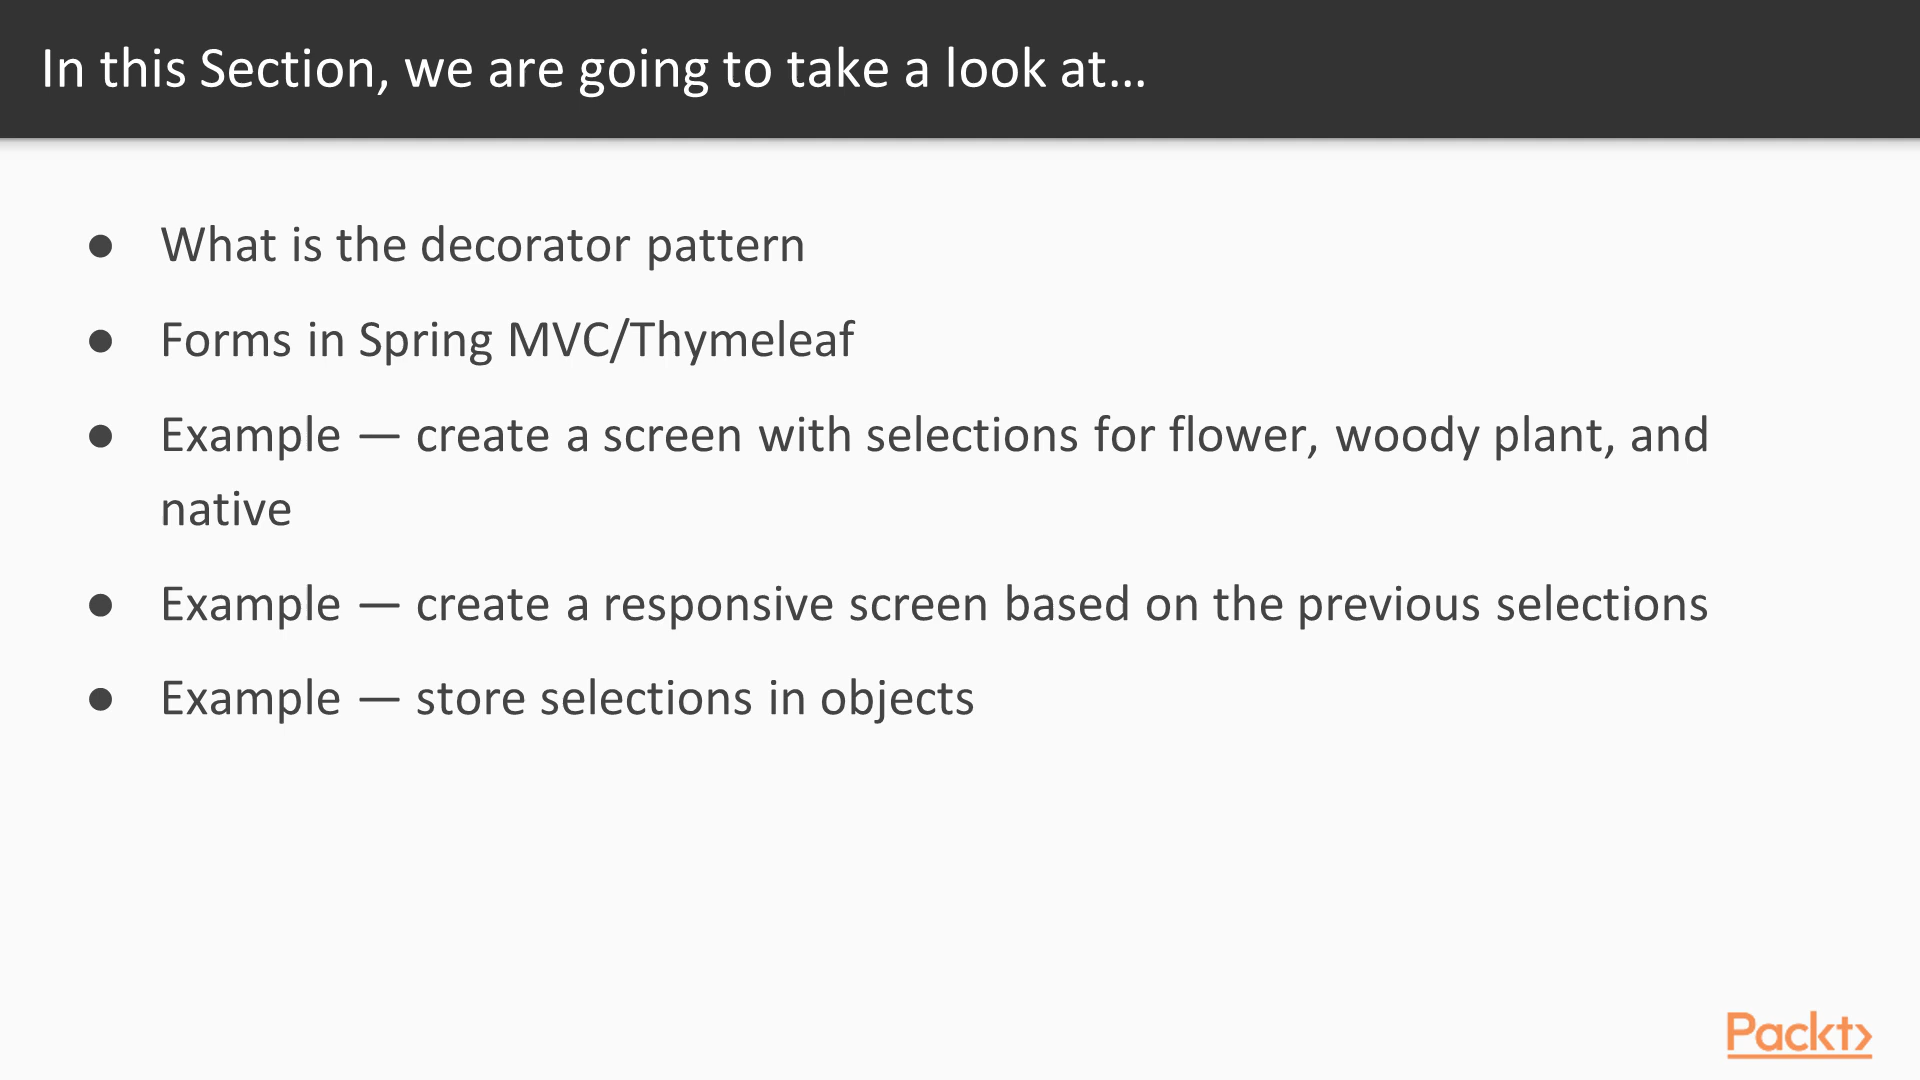 In this Section, we are going to take a look at...
● What is the decorator pattern
● Forms in Spring MVC/Thymeleaf
● Example — create a screen with selections for flower, woody plant, and
native
● Example — create a responsive screen based on the previous selections
● Example — store selections in objects
Packt>